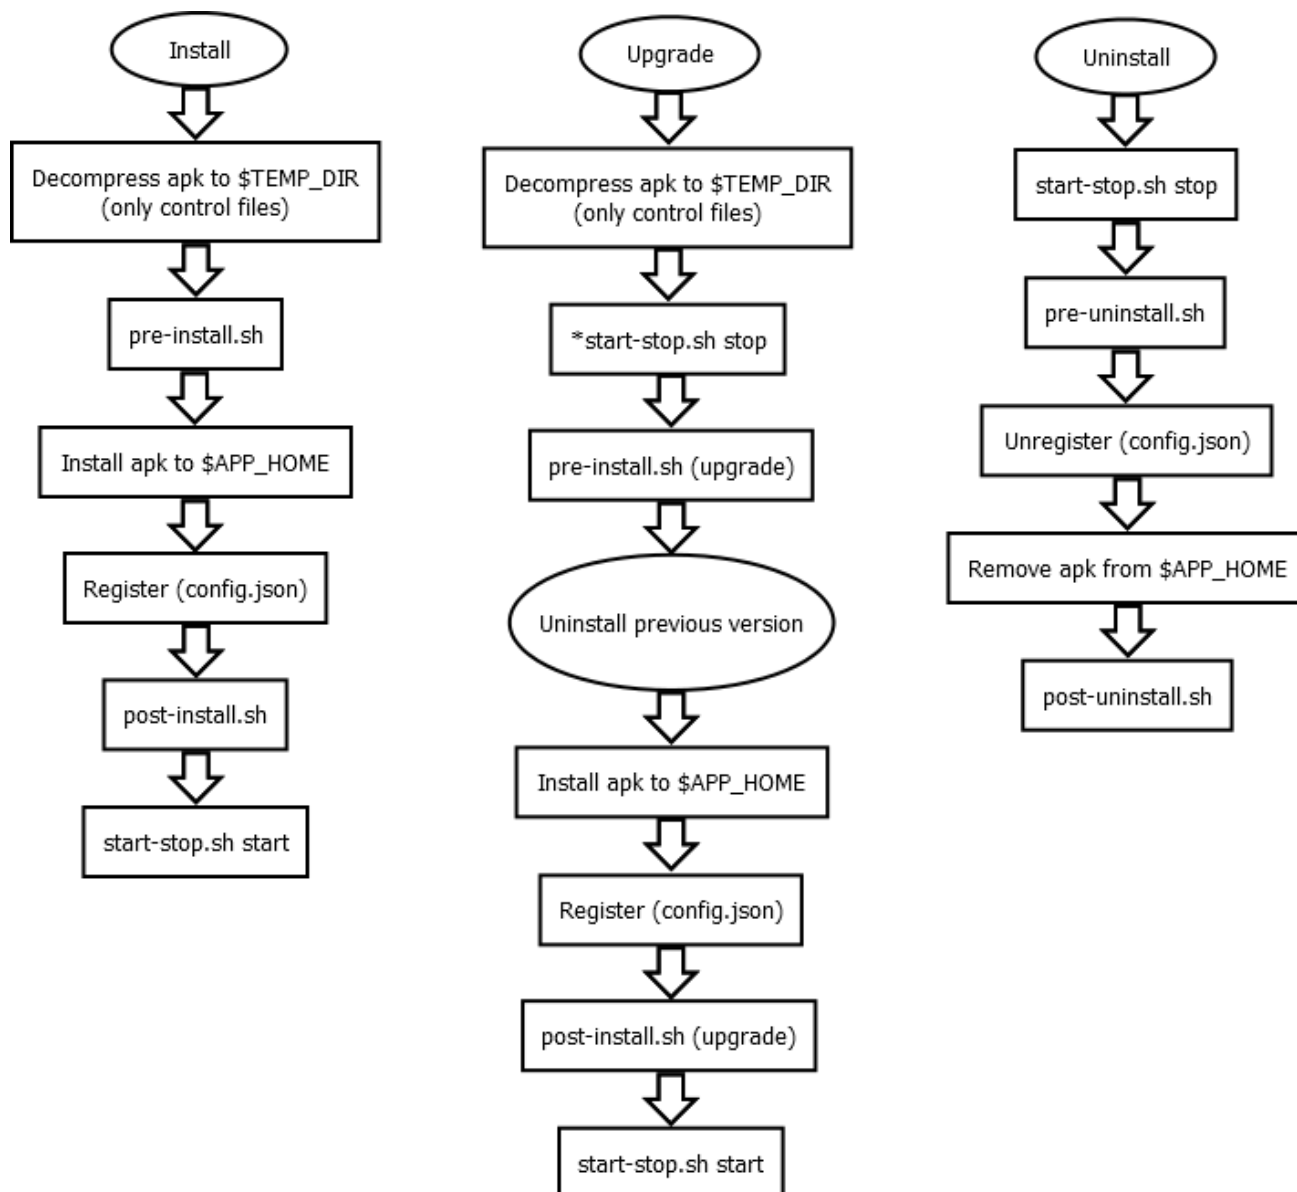 Install
Decompress apk to $TEMP_DIR
(only control files)
pre-install.sh
Install apk to $APP_HOME
Register (config.json)
post-install.sh
start-stop.sh start
Upgrade
Decompress apk to $TEMP_DIR
(only control files)
*start-stop.sh stop
pre-install.sh (upgrade)
Uninstall previous version
Install apk to $APP_HOME
Register (config.json)
post-install.sh (upgrade)
start-stop.sh start
Uninstall
start-stop.sh stop
pre-uninstall.sh
Unregister (config.json)
Remove apk from $APP_HOME
post-uninstall.sh